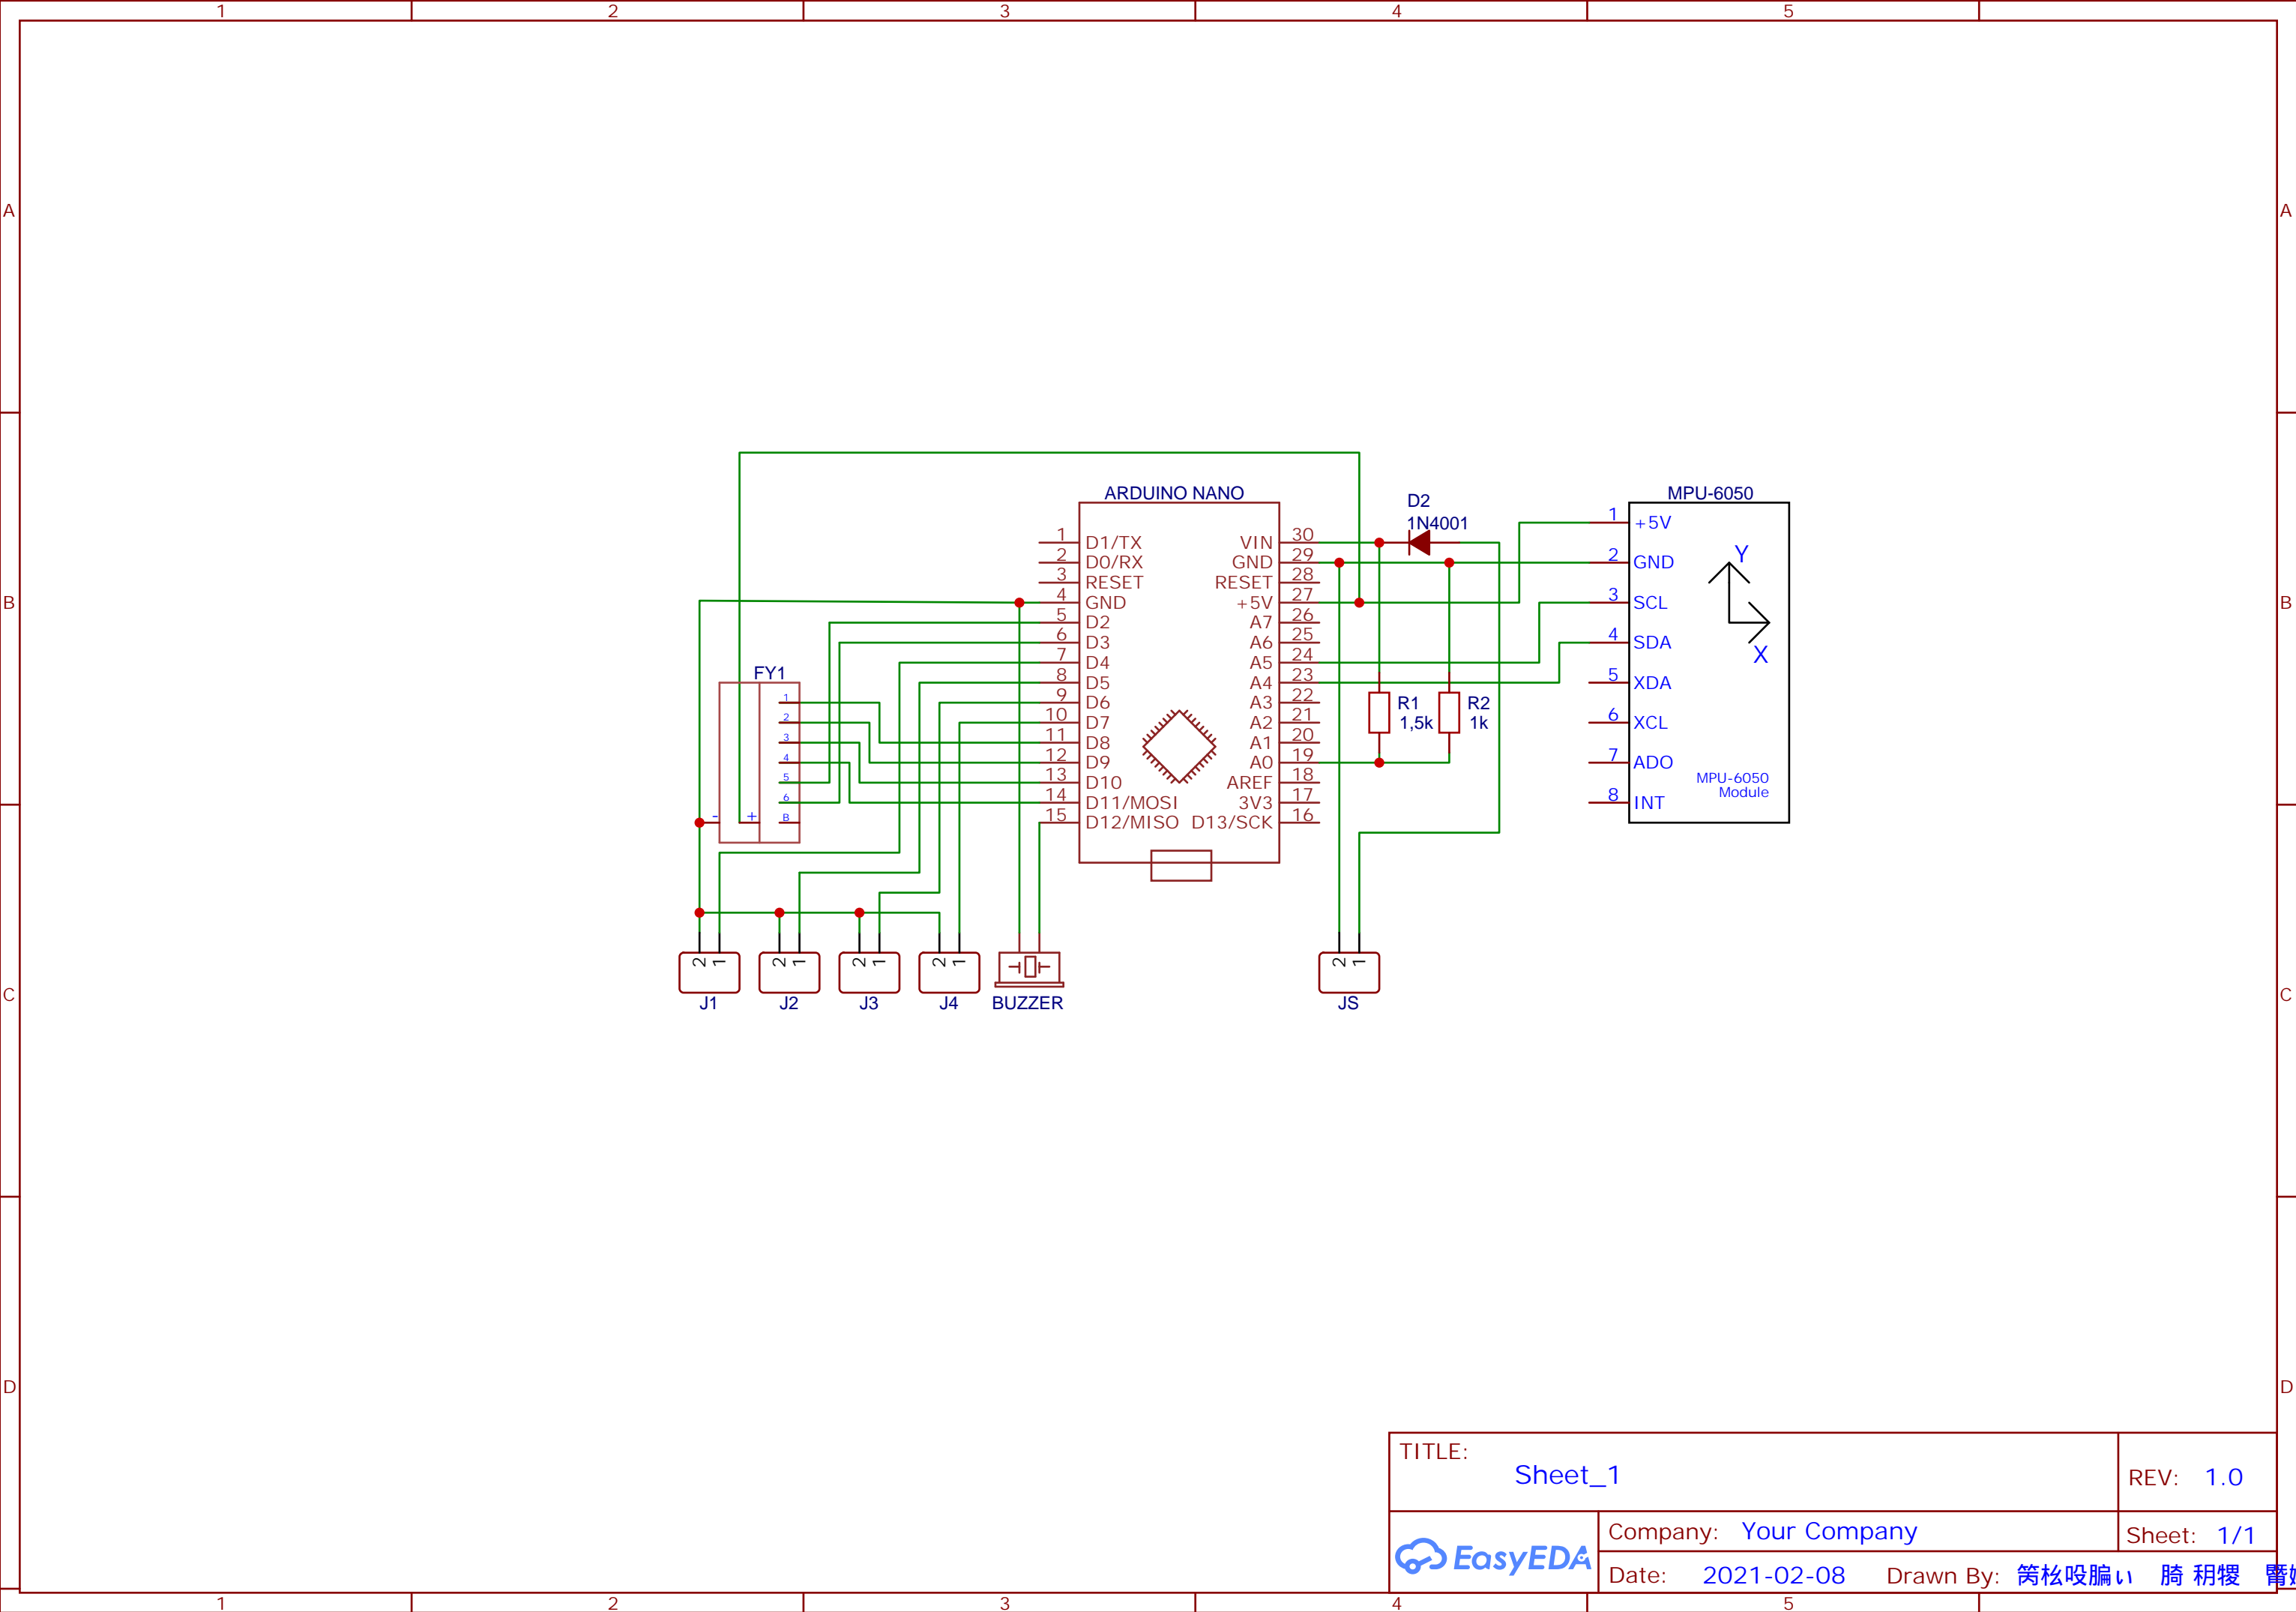 1 2 3 4 5
A A
B B
C C
D D
ARDUINO NANO
1 D1/TX
2 D0/RX
3 RESET
4 GND
5 D2
6 D3
7 D4
8 D5
9 D6
10 D7
11 D8
12 D9
13 D10
14 D11/MOSI
15 D12/MISO
VIN 30
GND 29
RESET 28
+5V 27
A7 26
A6 25
A5 24
A4 23
A3 22
A2 21
A1 20
A0 19
AREF 18
3V3 17
D13/SCK 16
D2
1N4001
R1
1,5k
R2
1k
MPU-6050
1 +5V
2 GND
3 SCL
4 SDA
5 XDA
6 XCL
7 ADO
8 INT
Y
X
MPU-6050
Module
FY1
1
2
3
4
5
6
B
- +
2 1
J1
2 1
J2
2 1
J3
2 1
J4
BUZZER
2 1
JS
TITLE:
Sheet_1
REV: 1.0
EasyEDA
Company: Your Company
Sheet: 1/1
Date: 2021-02-08 Drawn By:
1 2 3 4 5